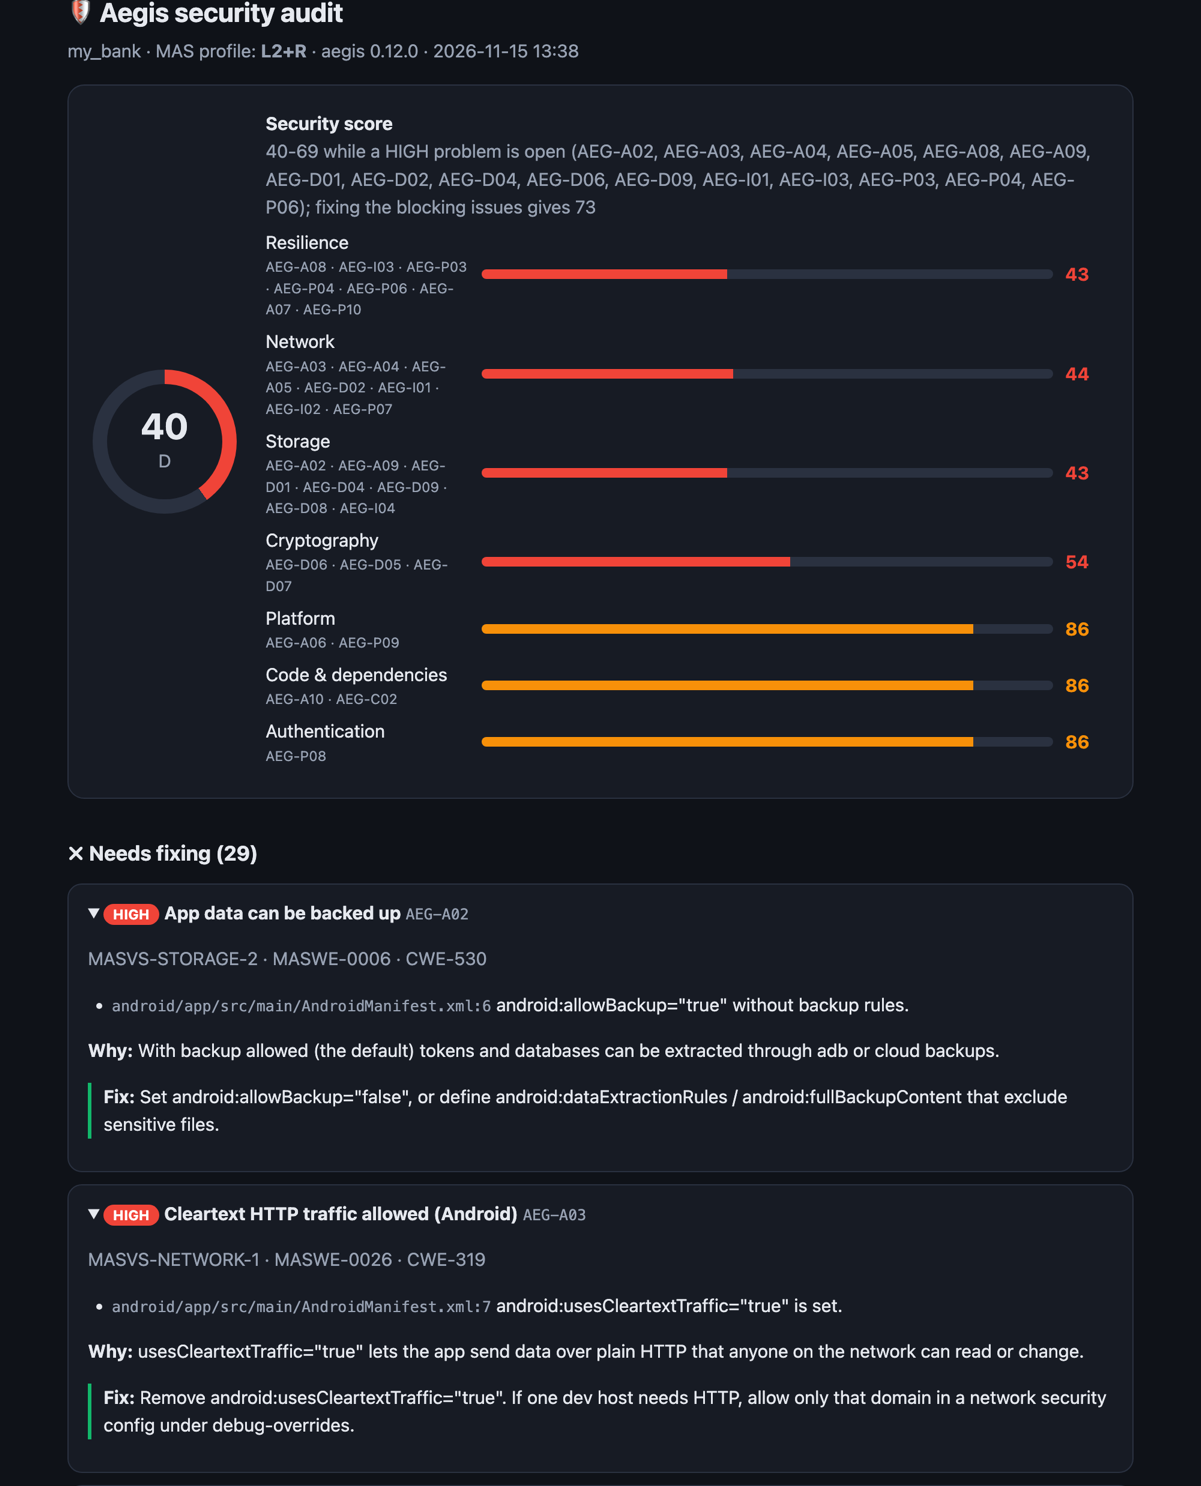 Aegis security audit
my_bank · MAS profile: L2+R · aegis 0.12.0 · 2026-11-15 13:38
Security score
40-69 while a HIGH problem is open (AEG-A02, AEG-A03, AEG-A04, AEG-A05, AEG-A08, AEG-A09,
AEG-D01, AEG-D02, AEG-D04, AEG-D06, AEG-D09, AEG-I01, AEG-I03, AEG-P03, AEG-P04, AEG-
P06); fixing the blocking issues gives 73
40
D
Resilience
AEG-A08 · AEG-I03 · AEG-P03
· AEG-P04 · AEG-P06 · AEG-
A07 · AEG-P10
43
Network
AEG-A03 · AEG-A04 · AEG-
A05 · AEG-D02 · AEG-I01 ·
AEG-I02 · AEG-P07
44
Storage
AEG-A02 · AEG-A09 · AEG-
D01 · AEG-D04 · AEG-D09 ·
AEG-D08 · AEG-I04
43
Cryptography
AEG-D06 · AEG-D05 · AEG-
D07
54
Platform
AEG-A06 · AEG-P09
86
Code & dependencies
AEG-A10 · AEG-C02
86
Authentication
AEG-P08
86
✕ Needs fixing (29)
▼ HIGH App data can be backed up AEG-A02
MASVS-STORAGE-2 · MASWE-0006 · CWE-530
• android/app/src/main/AndroidManifest.xml:6 android:allowBackup="true" without backup rules.
Why: With backup allowed (the default) tokens and databases can be extracted through adb or cloud backups.
Fix: Set android:allowBackup="false", or define android:dataExtractionRules / android:fullBackupContent that exclude
sensitive files.
▼ HIGH Cleartext HTTP traffic allowed (Android) AEG-A03
MASVS-NETWORK-1 · MASWE-0026 · CWE-319
• android/app/src/main/AndroidManifest.xml:7 android:usesCleartextTraffic="true" is set.
Why: usesCleartextTraffic="true" lets the app send data over plain HTTP that anyone on the network can read or change.
Fix: Remove android:usesCleartextTraffic="true". If one dev host needs HTTP, allow only that domain in a network security
config under debug-overrides.